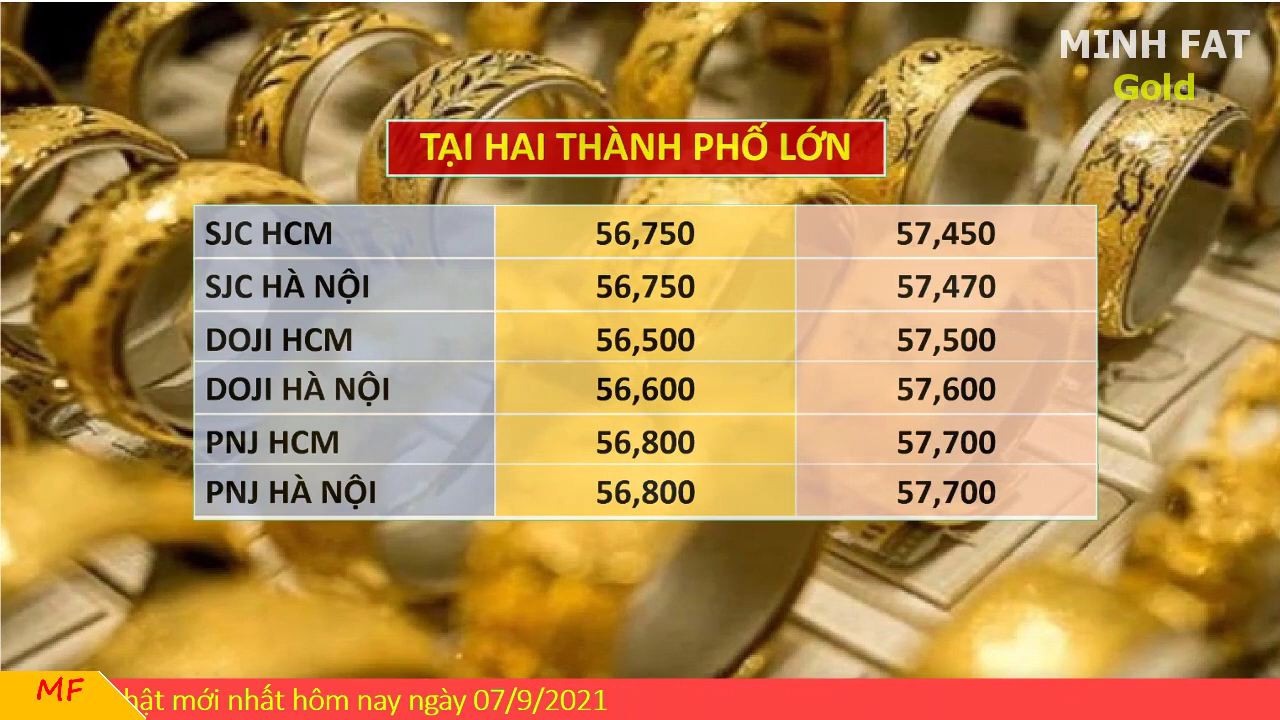 MINH FAT
Gold
TẠI HAI THÀNH PHỐ LỚN
SJC HCM 56,750 57,450
SJC HÀ NỘI 56,750 57,470
DOJI HCM 56,500 57,500
DOJI HÀ NỘI 56,600 57,600
PNJ HCM 56,800 57,700
PNJ HÀ NỘI 56,800 57,700
MF mới nhất hôm nay ngày 07/9/2021